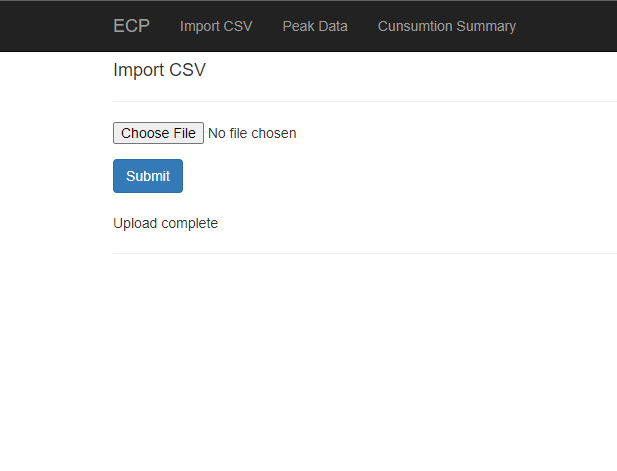 ECP Import CSV Peak Data Cunsumtion Summary
Import CSV
Choose File No file chosen
Submit
Upload complete